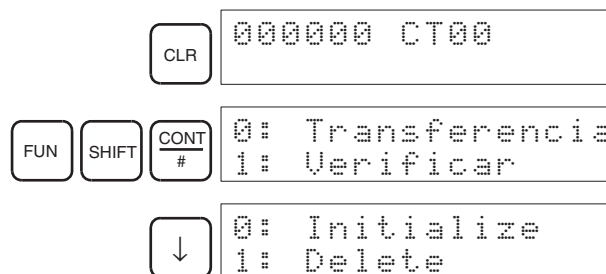 CLR
000000 CT00
FUN SHIFT CONT
#
0: Transferencia
1: Verificar
↓
0: Initialize
1: Delete